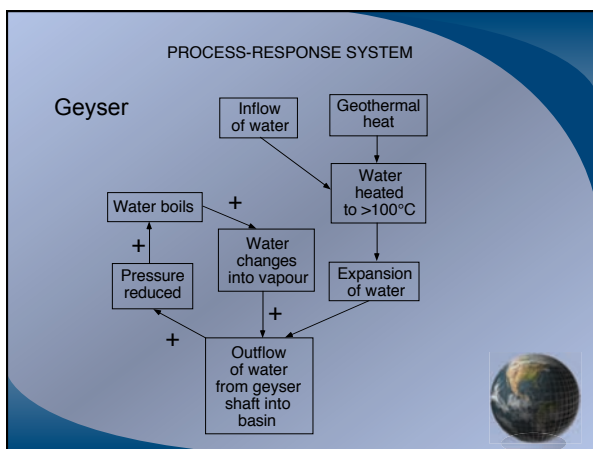 PROCESS-RESPONSE SYSTEM
Geyser
Inflow
of water
Geothermal
heat
Water
heated
to >100°C
Water boils
+
Water
changes
into vapour
+
Pressure
reduced
Expansion
of water
+
+
Outflow
of water
from geyser
shaft into
basin